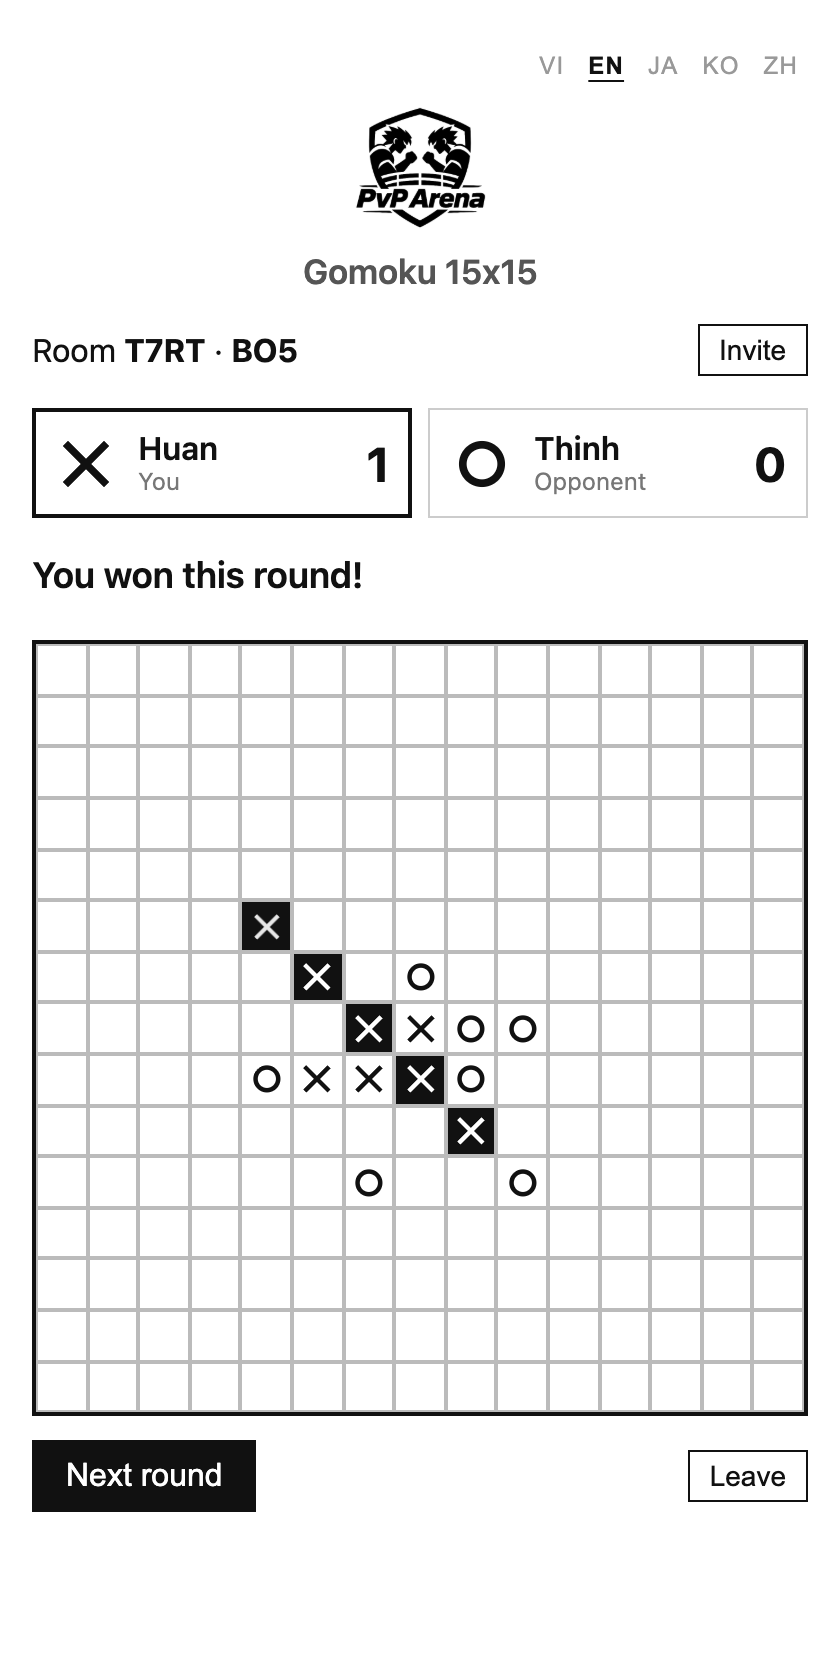 VI EN JA KO ZH
PvP Arena
Gomoku 15x15
Room T7RT · BO5
Invite
Huan
You
1
Thinh
Opponent
0
You won this round!
Next round
Leave